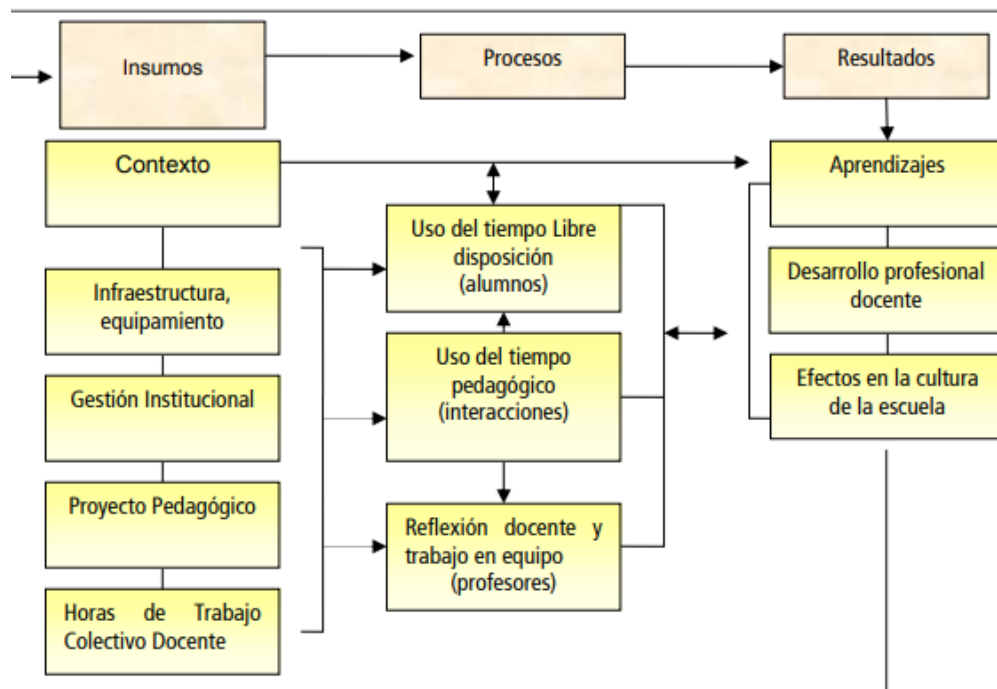 Insumos
Procesos
Resultados
Contexto
Infraestructura,
equipamiento
Gestión Institucional
Proyecto Pedagógico
Horas de Trabajo
Colectivo Docente
Uso del tiempo Libre
disposición
(alumnos)
Uso del tiempo
pedagógico
(interacciones)
Reflexión docente y
trabajo en equipo
(profesores)
Aprendizajes
Desarrollo profesional
docente
Efectos en la cultura
de la escuela